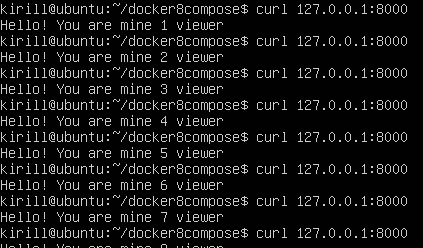 kirill@ubuntu:~/docker8compose$ curl 127.0.0.1:8000
Hello! You are mine 1 viewer
kirill@ubuntu:~/docker8compose$ curl 127.0.0.1:8000
Hello! You are mine 2 viewer
kirill@ubuntu:~/docker8compose$ curl 127.0.0.1:8000
Hello! You are mine 3 viewer
kirill@ubuntu:~/docker8compose$ curl 127.0.0.1:8000
Hello! You are mine 4 viewer
kirill@ubuntu:~/docker8compose$ curl 127.0.0.1:8000
Hello! You are mine 5 viewer
kirill@ubuntu:~/docker8compose$ curl 127.0.0.1:8000
Hello! You are mine 6 viewer
kirill@ubuntu:~/docker8compose$ curl 127.0.0.1:8000
Hello! You are mine 7 viewer
kirill@ubuntu:~/docker8compose$ curl 127.0.0.1:8000
Hello! You are mine viewer